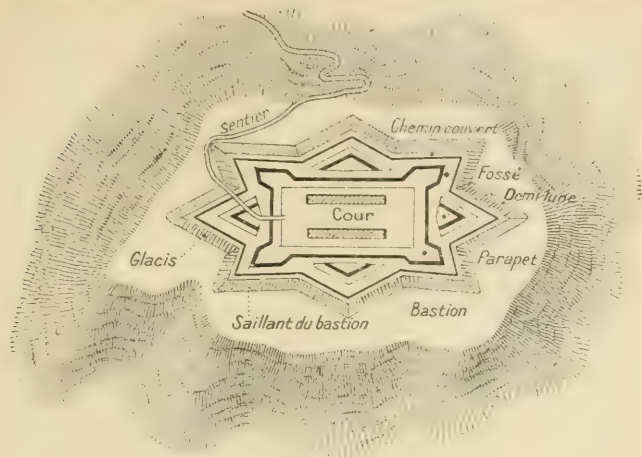 Sentier
Chemin couvert
Fossé
Demi lune
Cour
Glacis
Parapet
Bastion
Saillant du bastion